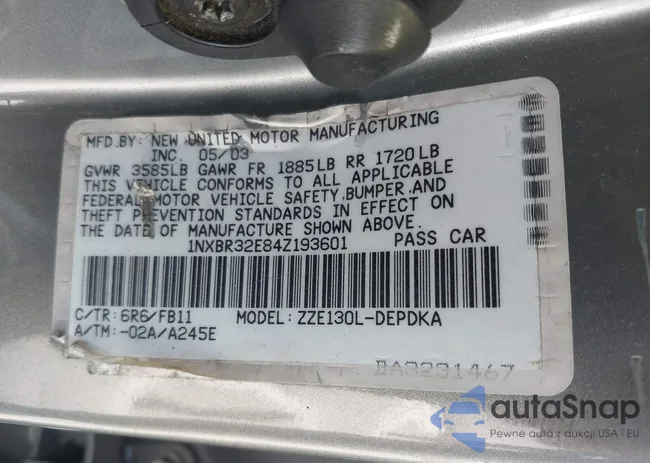 MFD.BY: NEW UNITED MOTOR MANUFACTURING
INC. 05/03
GVWR 3585LB GAWR FR 1885LB RR 1720LB
THIS VEHICLE CONFORMS TO ALL APPLICABLE
FEDERAL MOTOR VEHICLE SAFETY,BUMPER,AND
THEFT PREVENTION STANDARDS IN EFFECT ON
THE DATE OF MANUFACTURE SHOWN ABOVE.
1NXBR32E84Z193601 PASS CAR
C/TR:6R6/FB11 MODEL:ZZE130L-DEPDKA
A/TM:-02A/A245E
BA3231467
autaSnap
Pewne auta z aukcji USA i EU